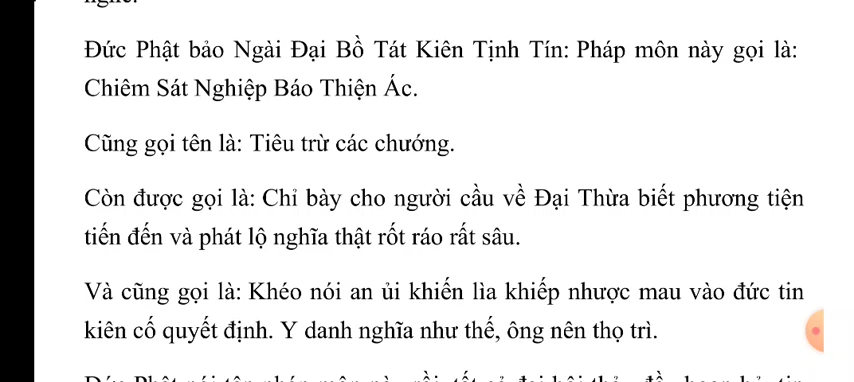 Đức Phật bảo Ngài Đại Bồ Tát Kiên Tịnh Tín: Pháp môn này gọi là:
Chiêm Sát Nghiệp Báo Thiện Ác.
Cũng gọi tên là: Tiêu trừ các chướng.
Còn được gọi là: Chỉ bày cho người cầu về Đại Thừa biết phương tiện
tiến đến và phát lộ nghĩa thật rốt ráo rất sâu.
Và cũng gọi là: Khéo nói an ủi khiến lìa khiếp nhược mau vào đức tin
kiên cố quyết định. Y danh nghĩa như thế, ông nên thọ trì.